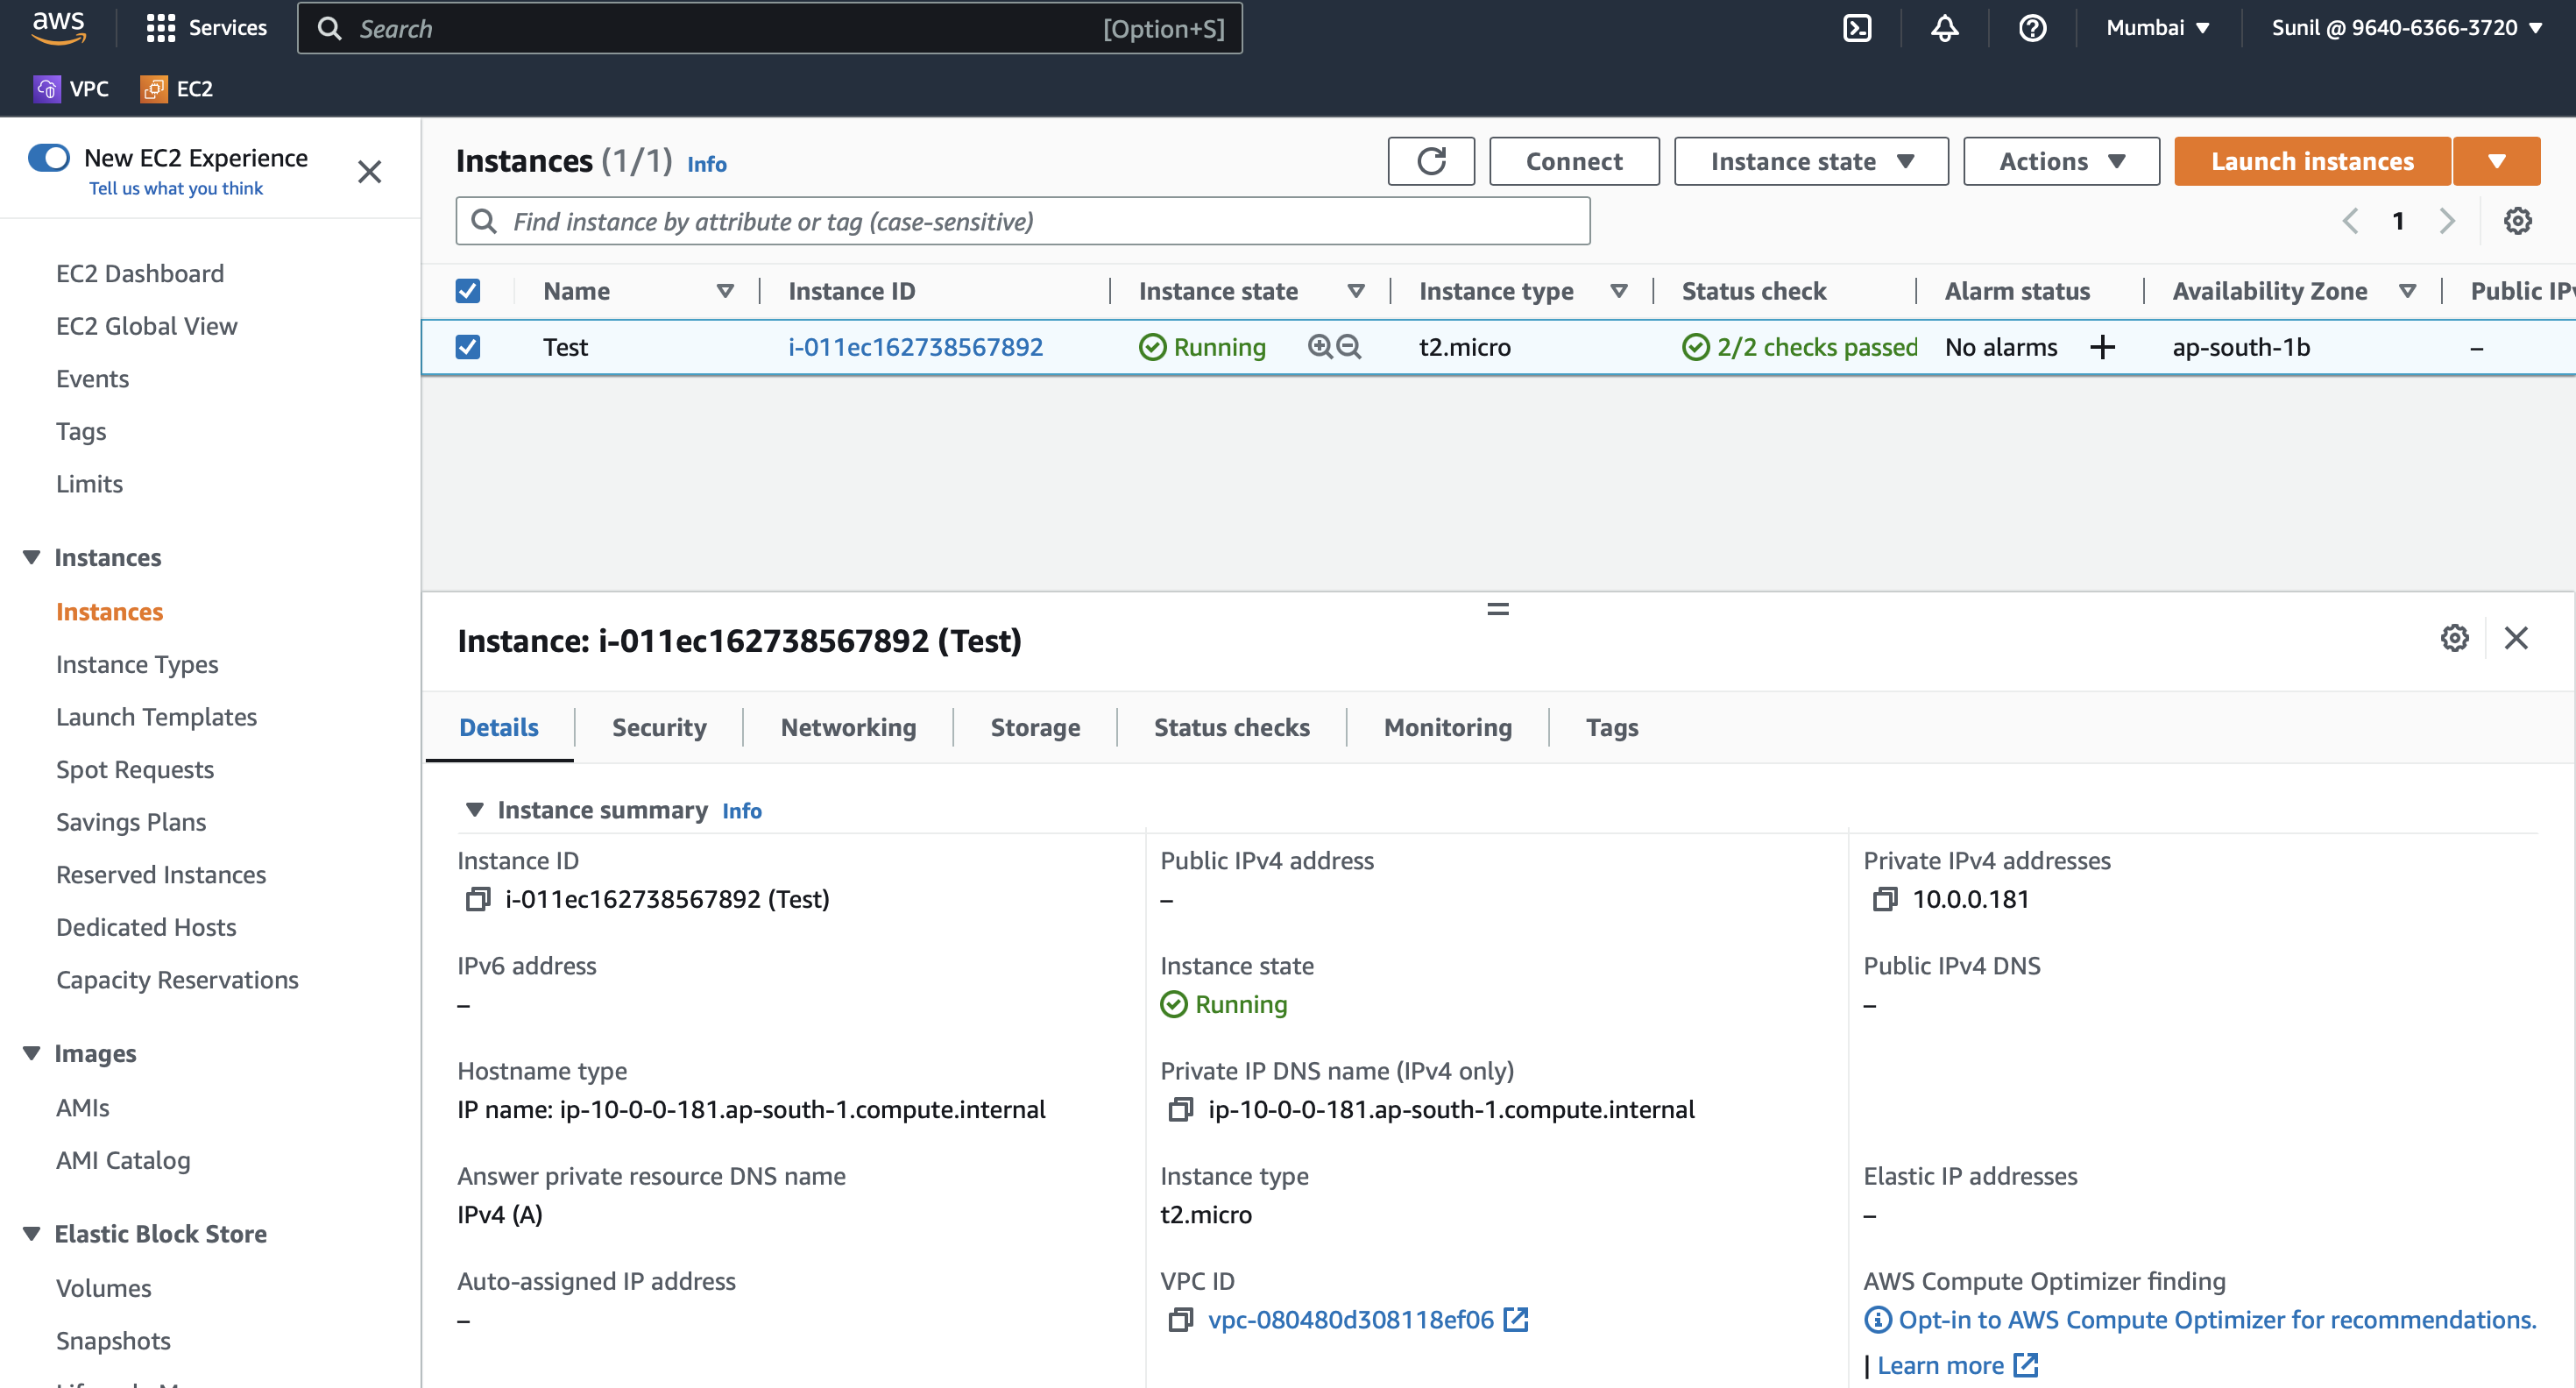 aws Services Search [Option+S] Mumbai Sunil @ 9640-6366-3720
VPC EC2
New EC2 Experience
Tell us what you think
EC2 Dashboard
EC2 Global View
Events
Tags
Limits
Instances
Instances
Instance Types
Launch Templates
Spot Requests
Savings Plans
Reserved Instances
Dedicated Hosts
Capacity Reservations
Images
AMIs
AMI Catalog
Elastic Block Store
Volumes
Snapshots
Instances (1/1) Info Connect Instance state Actions Launch instances
Find instance by attribute or tag (case-sensitive) 1
Name Instance ID Instance state Instance type Status check Alarm status Availability Zone Public IPv
Test i-011ec162738567892 Running t2.micro 2/2 checks passed No alarms + ap-south-1b –
Instance: i-011ec162738567892 (Test)
Details Security Networking Storage Status checks Monitoring Tags
Instance summary Info
Instance ID Public IPv4 address Private IPv4 addresses
i-011ec162738567892 (Test) – 10.0.0.181
IPv6 address Instance state Public IPv4 DNS
– Running –
Hostname type Private IP DNS name (IPv4 only)
IP name: ip-10-0-0-181.ap-south-1.compute.internal ip-10-0-0-181.ap-south-1.compute.internal
Answer private resource DNS name Instance type Elastic IP addresses
IPv4 (A) t2.micro –
Auto-assigned IP address VPC ID AWS Compute Optimizer finding
– vpc-080480d308118ef06 Opt-in to AWS Compute Optimizer for recommendations.
| Learn more